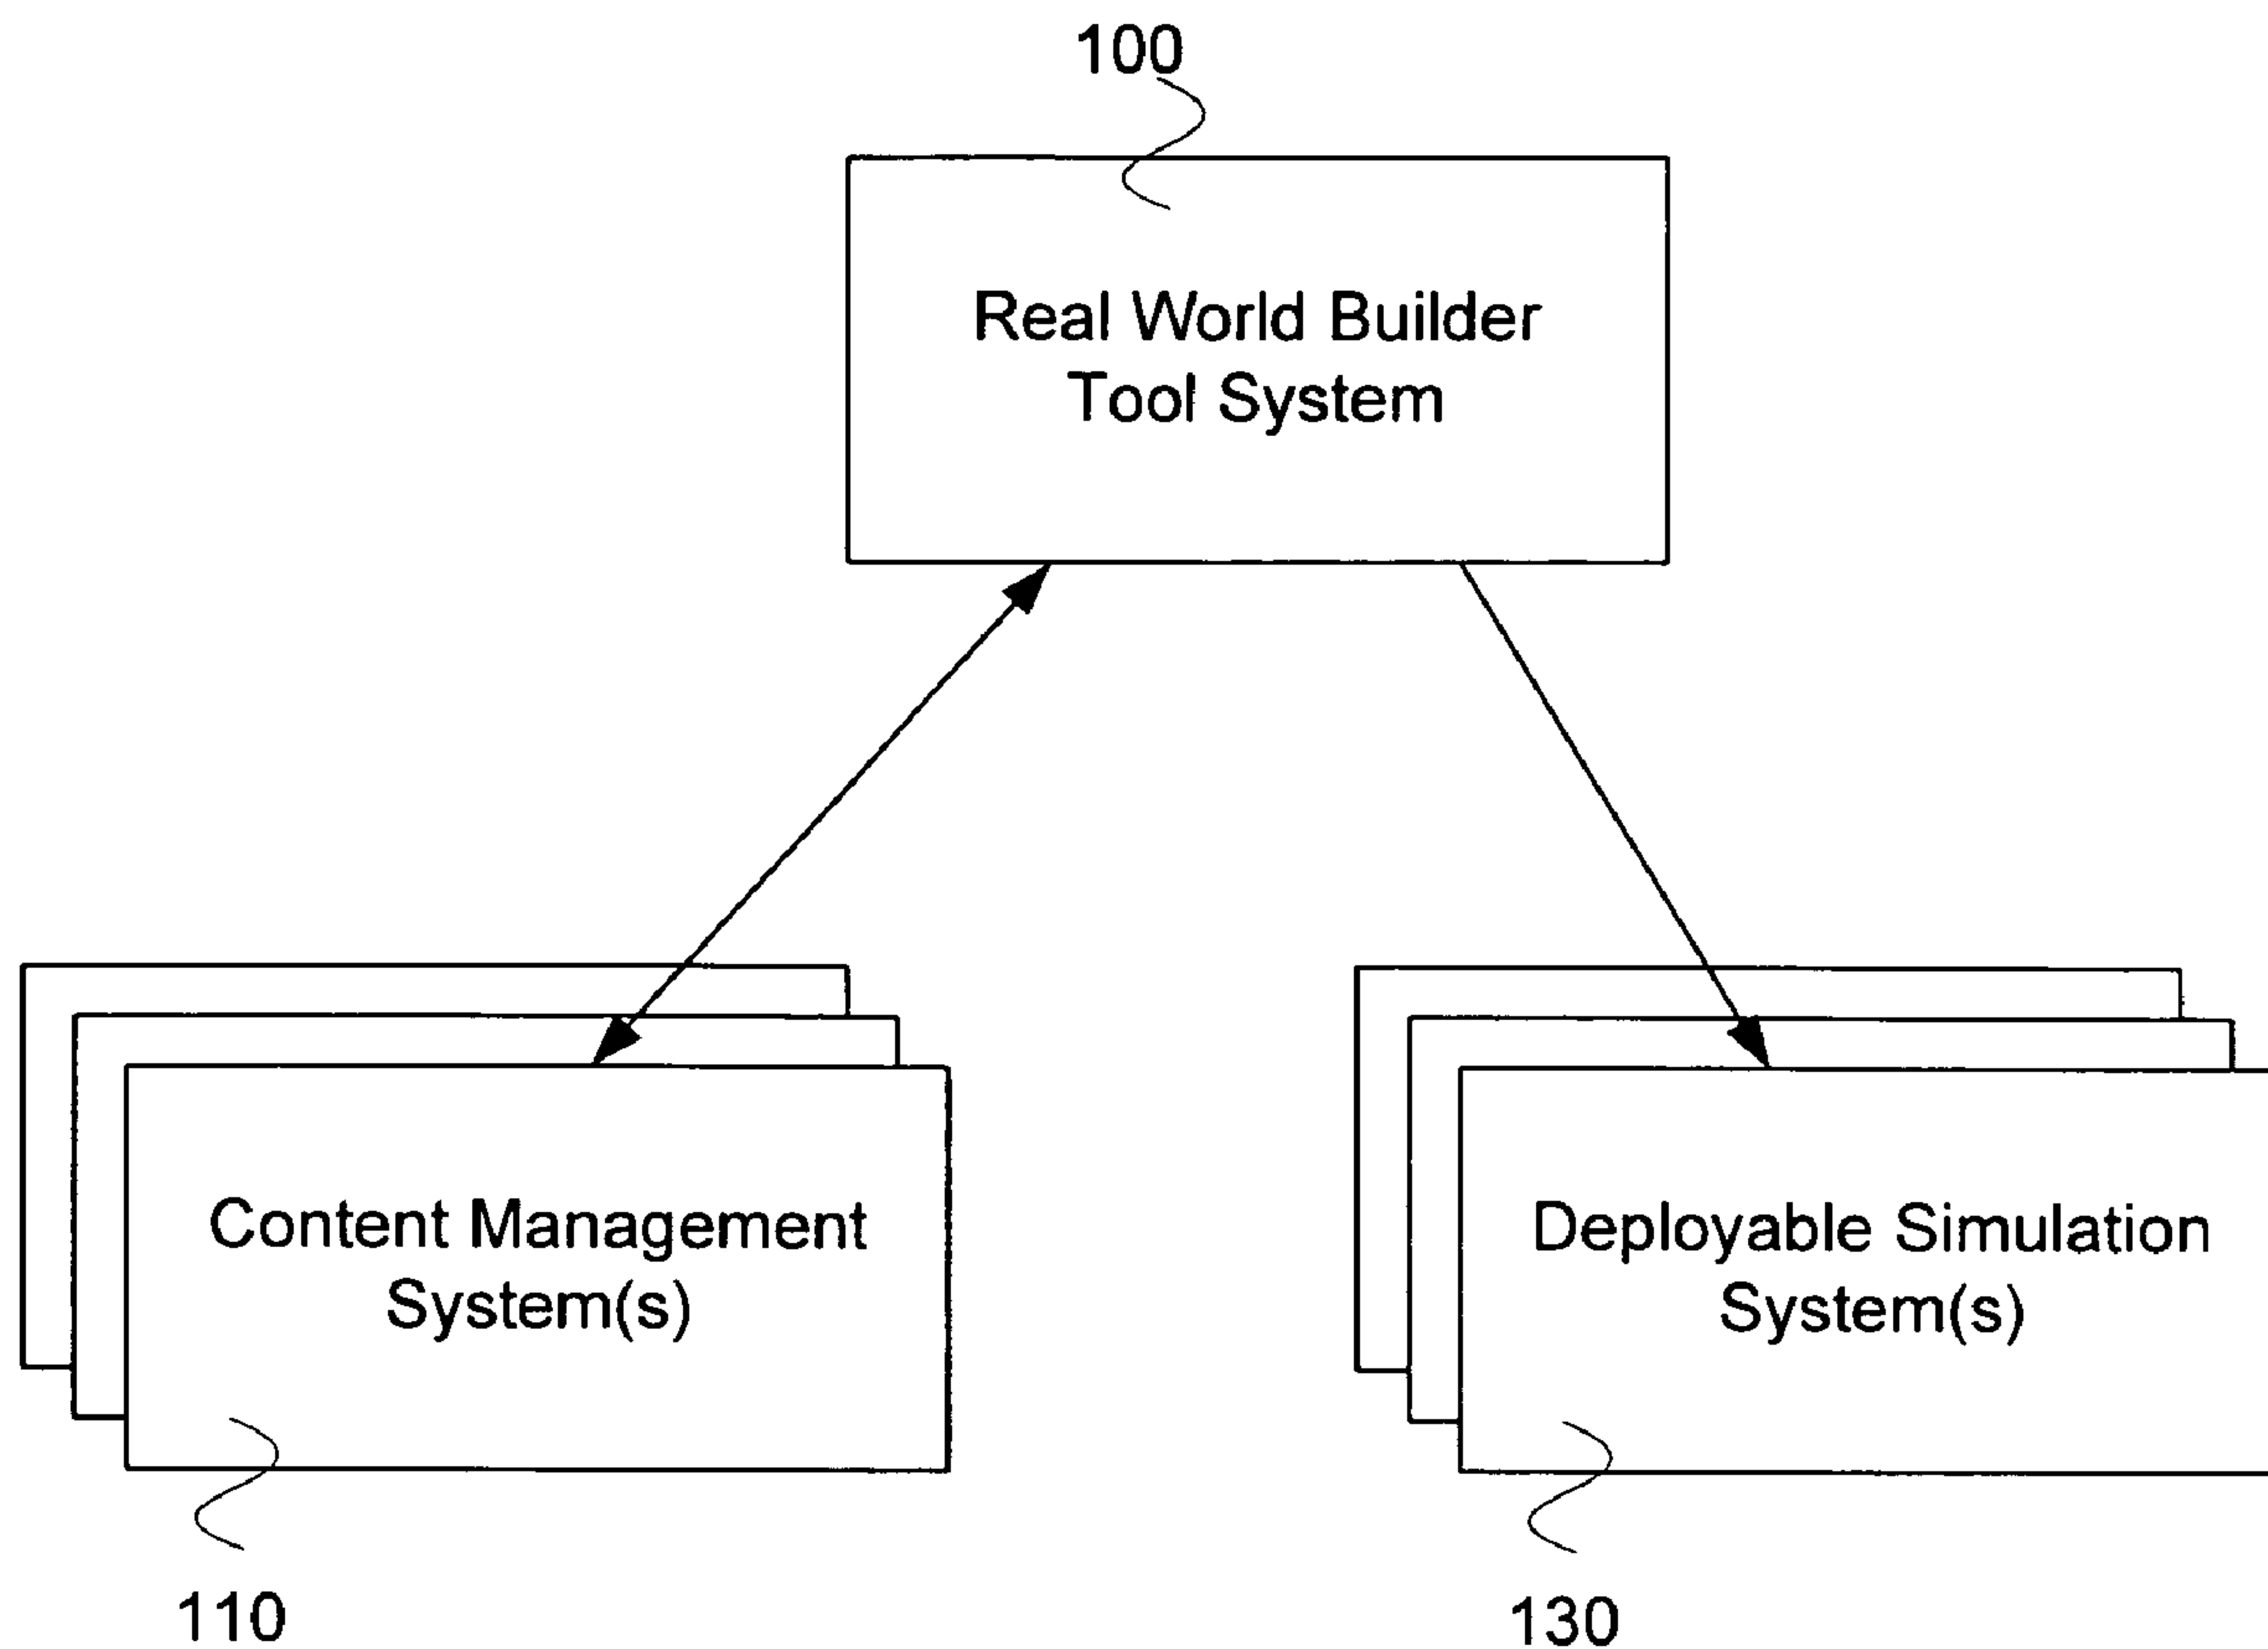 100
Real World Builder
Tool System
Content Management
System(s)
Deployable Simulation
System(s)
110
130